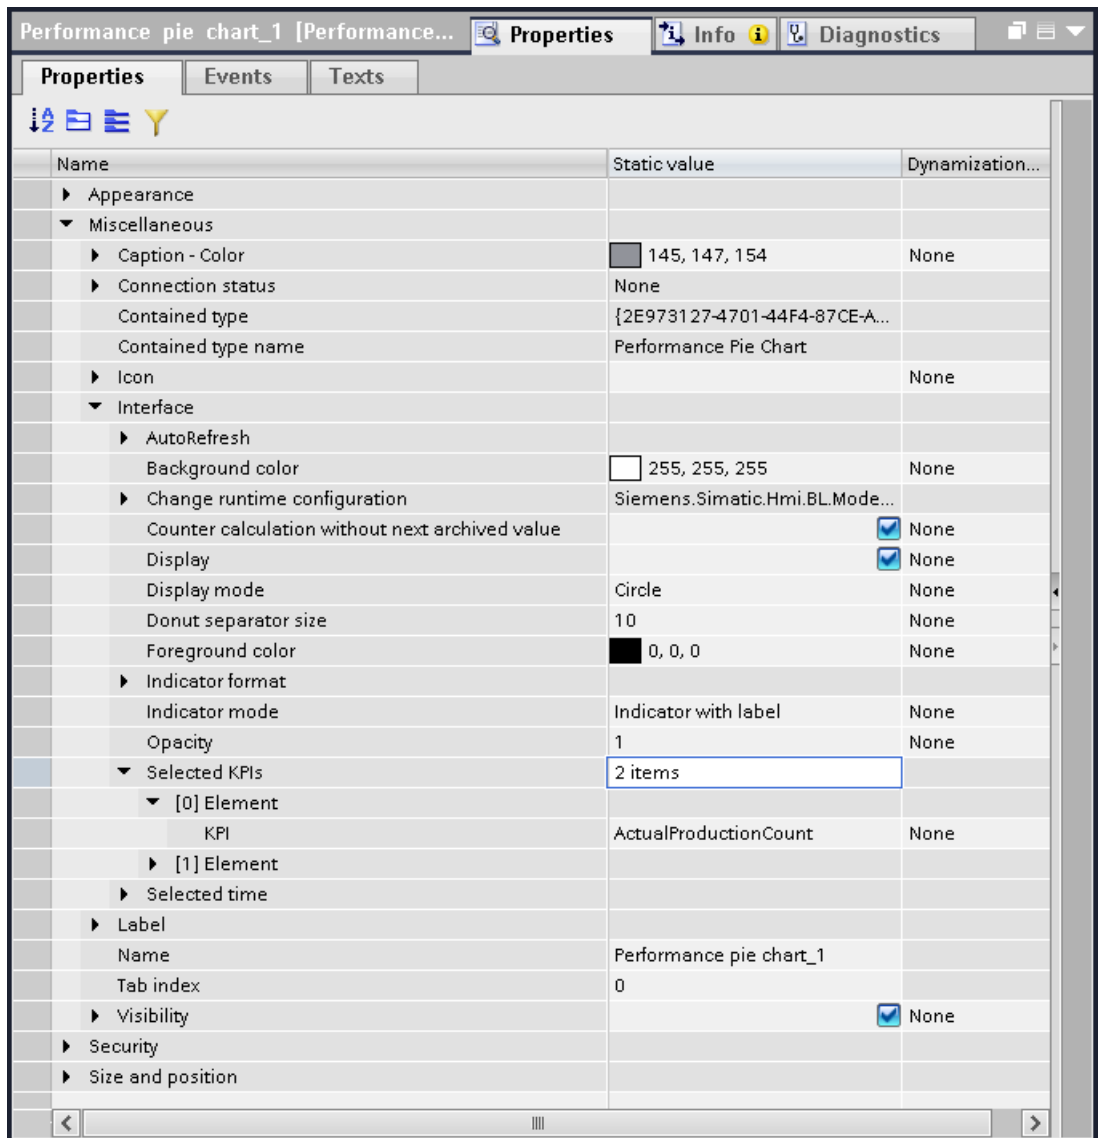 Performance pie chart_1 [Performance... Properties Info Diagnostics
Properties Events Texts
Name Static value Dynamization...
Appearance
Miscellaneous
Caption - Color 145, 147, 154 None
Connection status None
Contained type {2E973127-4701-44F4-87CE-A...
Contained type name Performance Pie Chart
Icon None
Interface
AutoRefresh
Background color 255, 255, 255 None
Change runtime configuration Siemens.Simatic.Hmi.BL.Mode...
Counter calculation without next archived value None
Display None
Display mode Circle None
Donut separator size 10 None
Foreground color 0, 0, 0 None
Indicator format
Indicator mode Indicator with label None
Opacity 1 None
Selected KPIs 2 items
[0] Element
KPI ActualProductionCount None
[1] Element
Selected time
Label
Name Performance pie chart_1
Tab index 0
Visibility None
Security
Size and position